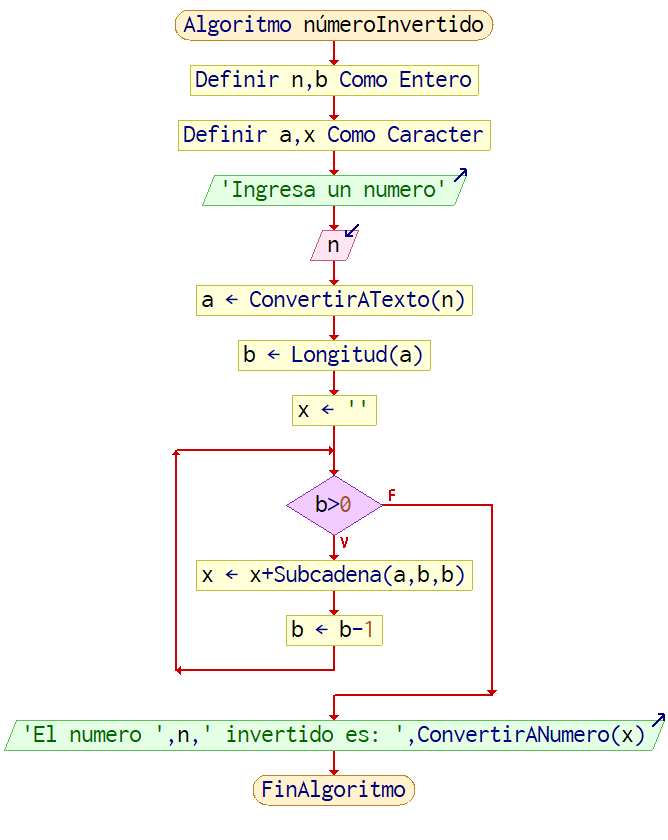 Algoritmo númeroInvertido
Definir n,b Como Entero
Definir a,x Como Caracter
'Ingresa un numero'
n
a ← ConvertirATexto(n)
b ← Longitud(a)
x ← ''
b>0
F
V
x ← x+Subcadena(a,b,b)
b ← b-1
'El numero ',n,' invertido es: ',ConvertirANumero(x)
FinAlgoritmo